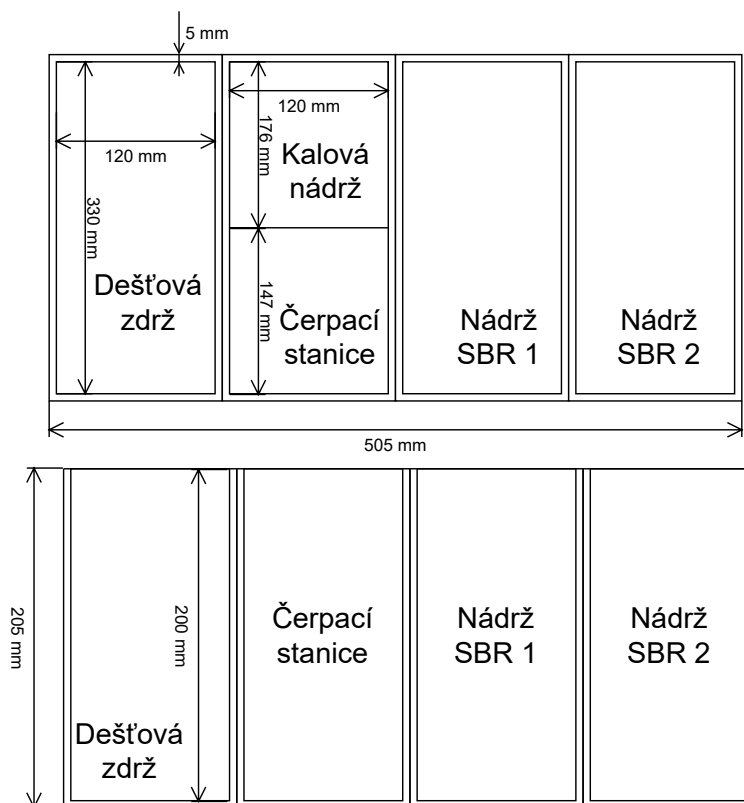 5 mm
120 mm
120 mm
176 mm
Kalová
nádrž
330 mm
147 mm
Dešťová
zdrž
Čerpací
stanice
Nádrž
SBR 1
Nádrž
SBR 2
505 mm
205 mm
200 mm
Čerpací
stanice
Nádrž
SBR 1
Nádrž
SBR 2
Dešťová
zdrž